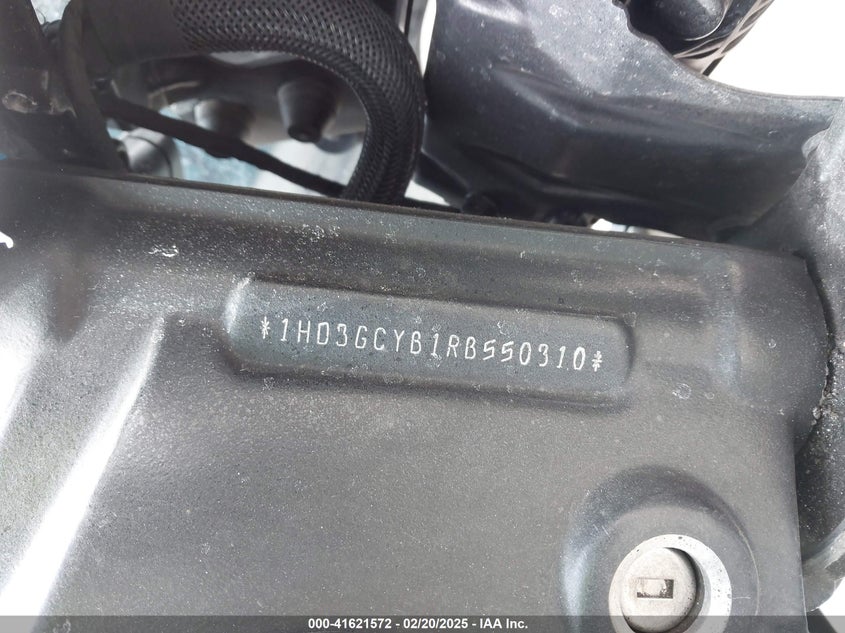 *1HD3GCYB1RB550310*
000-41621572 — 02/20/2025 — IAA Inc.